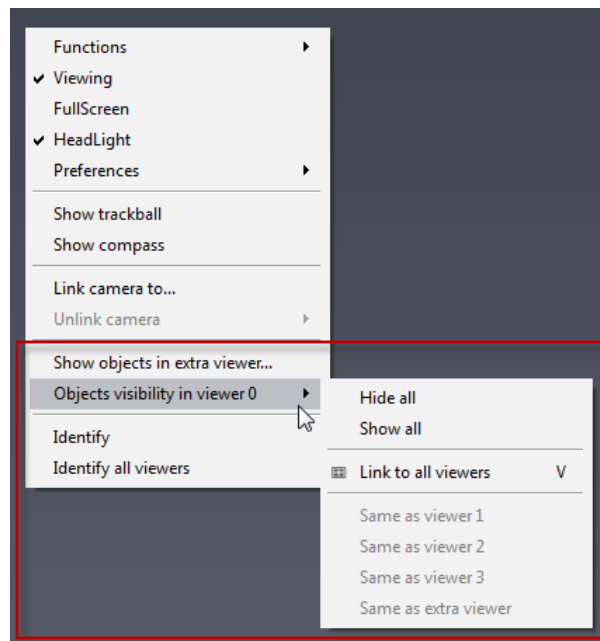 Functions
Viewing
FullScreen
HeadLight
Preferences
Show trackball
Show compass
Link camera to...
Unlink camera
Show objects in extra viewer...
Objects visibility in viewer 0
Identify
Identify all viewers
Hide all
Show all
Link to all viewers V
Same as viewer 1
Same as viewer 2
Same as viewer 3
Same as extra viewer